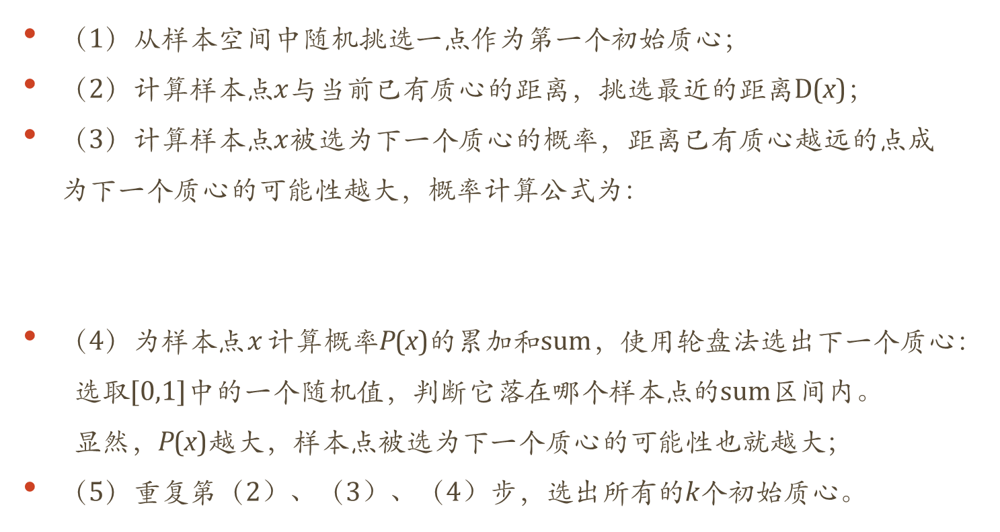 • （1）从样本空间中随机挑选一点作为第一个初始质心；
• （2）计算样本点x与当前已有质心的距离，挑选最近的距离D(x)；
• （3）计算样本点x被选为下一个质心的概率，距离已有质心越远的点成
为下一个质心的可能性越大，概率计算公式为：
• （4）为样本点x计算概率P(x)的累加和sum，使用轮盘法选出下一个质心：
选取[0,1]中的一个随机值，判断它落在哪个样本点的sum区间内。
显然，P(x)越大，样本点被选为下一个质心的可能性也就越大；
• （5）重复第（2）、（3）、（4）步，选出所有的k个初始质心。